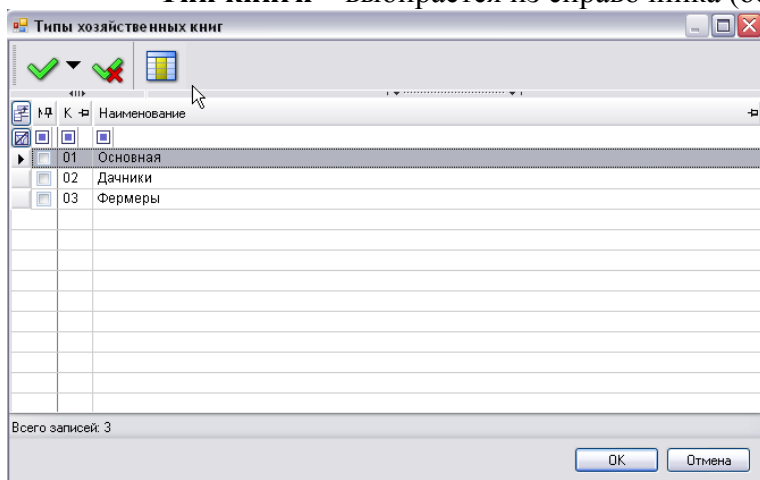 Типы хозяйственных книг
К Наименование
01 Основная
02 Дачники
03 Фермеры
Всего записей: 3
OK Отмена